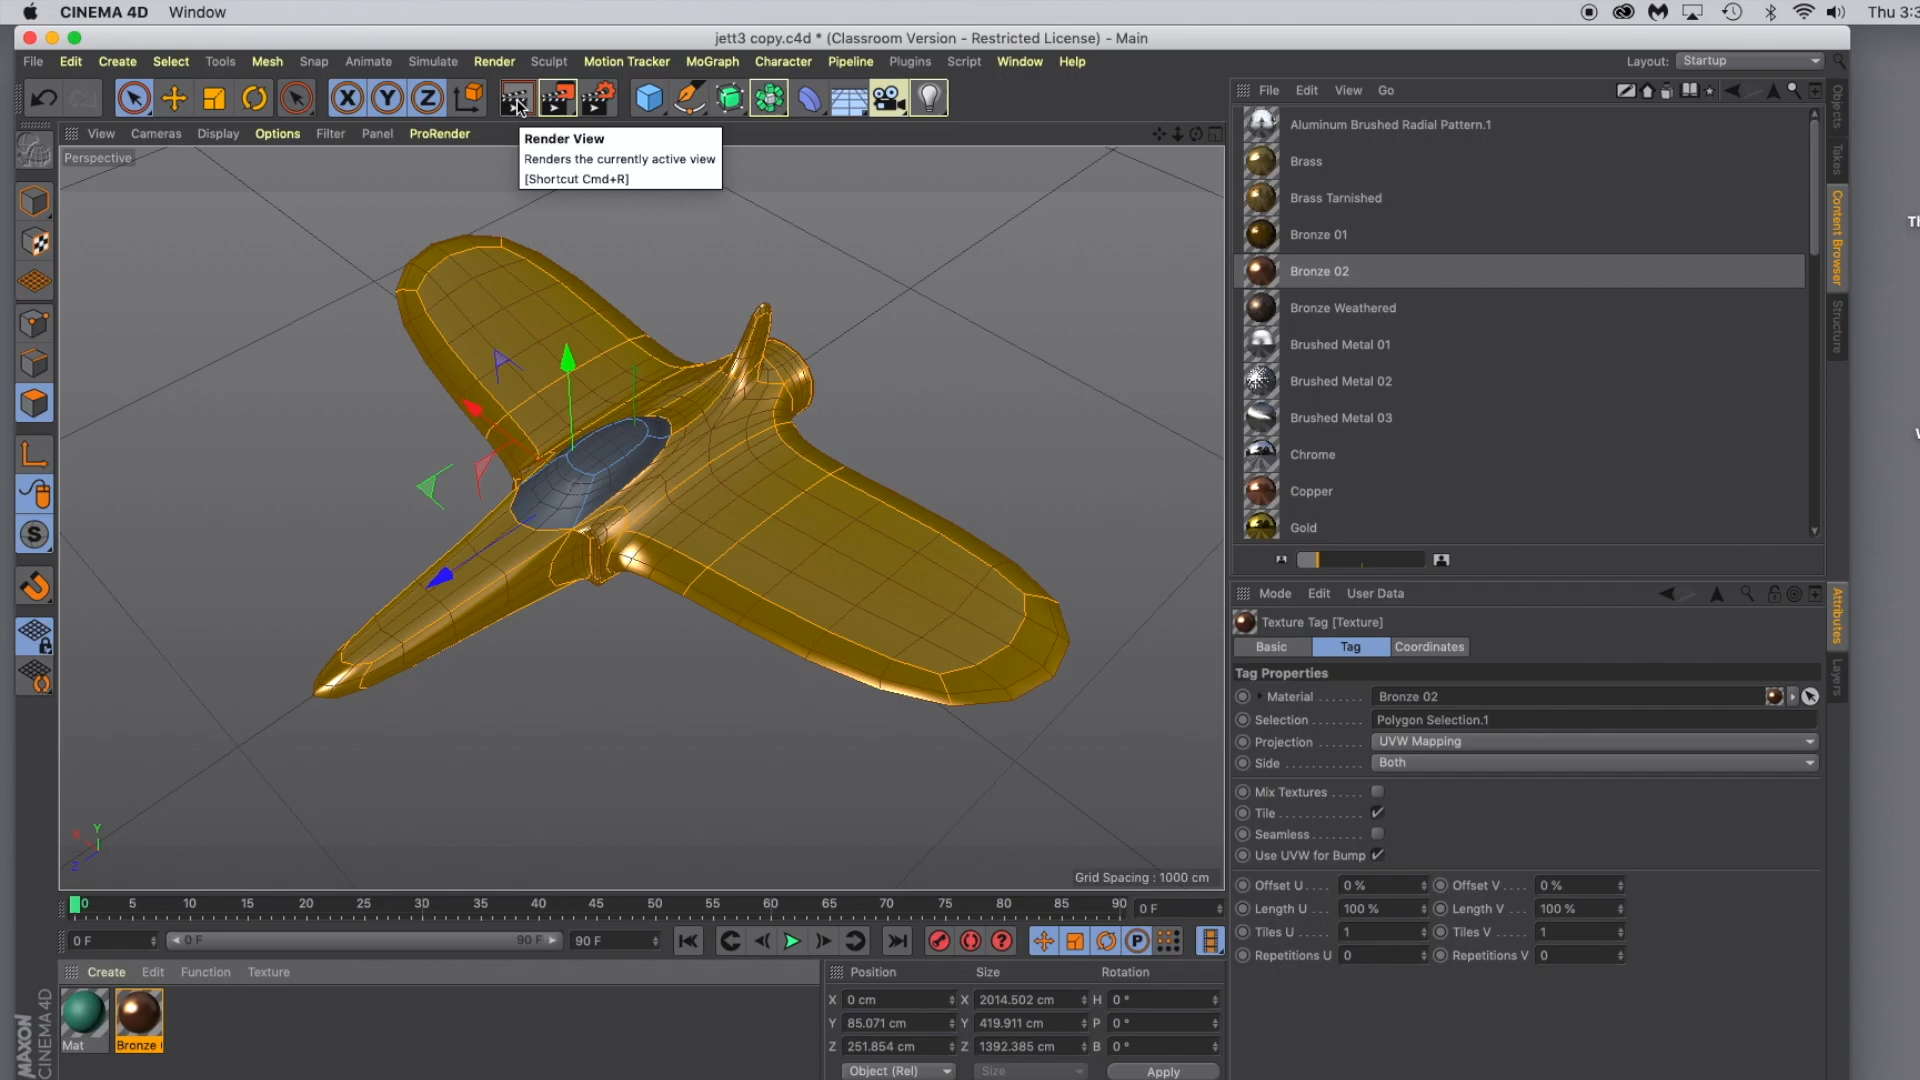 CINEMA 4D Window
Thu 3:3
jett3 copy.c4d * (Classroom Version - Restricted License) - Main
File Edit Create Select Tools Mesh Snap Animate Simulate Render Sculpt Motion Tracker MoGraph Character Pipeline Plugins Script Window Help
Layout: Startup
X Y Z
File Edit View Go
View Cameras Display Options Filter Panel ProRender
Render View
Renders the currently active view
[Shortcut Cmd+R]
Perspective
Aluminum Brushed Radial Pattern.1
Brass
Brass Tarnished
Bronze 01
Bronze 02
Bronze Weathered
Brushed Metal 01
Brushed Metal 02
Brushed Metal 03
Chrome
Copper
Gold
Objects
Takes
Content Browser
Structure
Mode Edit User Data
Texture Tag [Texture]
Basic Tag Coordinates
Tag Properties
Material ....... Bronze 02
Selection ........ Polygon Selection.1
Projection ....... UVW Mapping
Side ............ Both
Mix Textures
Tile
Seamless
Use UVW for Bump
Offset U .... 0 % Offset V .... 0 %
Length U ... 100 % Length V ... 100 %
Tiles U ..... 1 Tiles V ..... 1
Repetitions U 0 Repetitions V 0
Attributes
Layers
Y
X
Z
Grid Spacing : 1000 cm
0 5 10 15 20 25 30 35 40 45 50 55 60 65 70 75 80 85 90 0 F
0 F 0 F 90 F 90 F
P
Create Edit Function Texture
Mat
Bronze
MAXON
CINEMA 4D
Position Size Rotation
X 0 cm X 2014.502 cm H 0 °
Y 85.071 cm Y 419.911 cm P 0 °
Z 251.854 cm Z 1392.385 cm B 0 °
Object (Rel) Size Apply